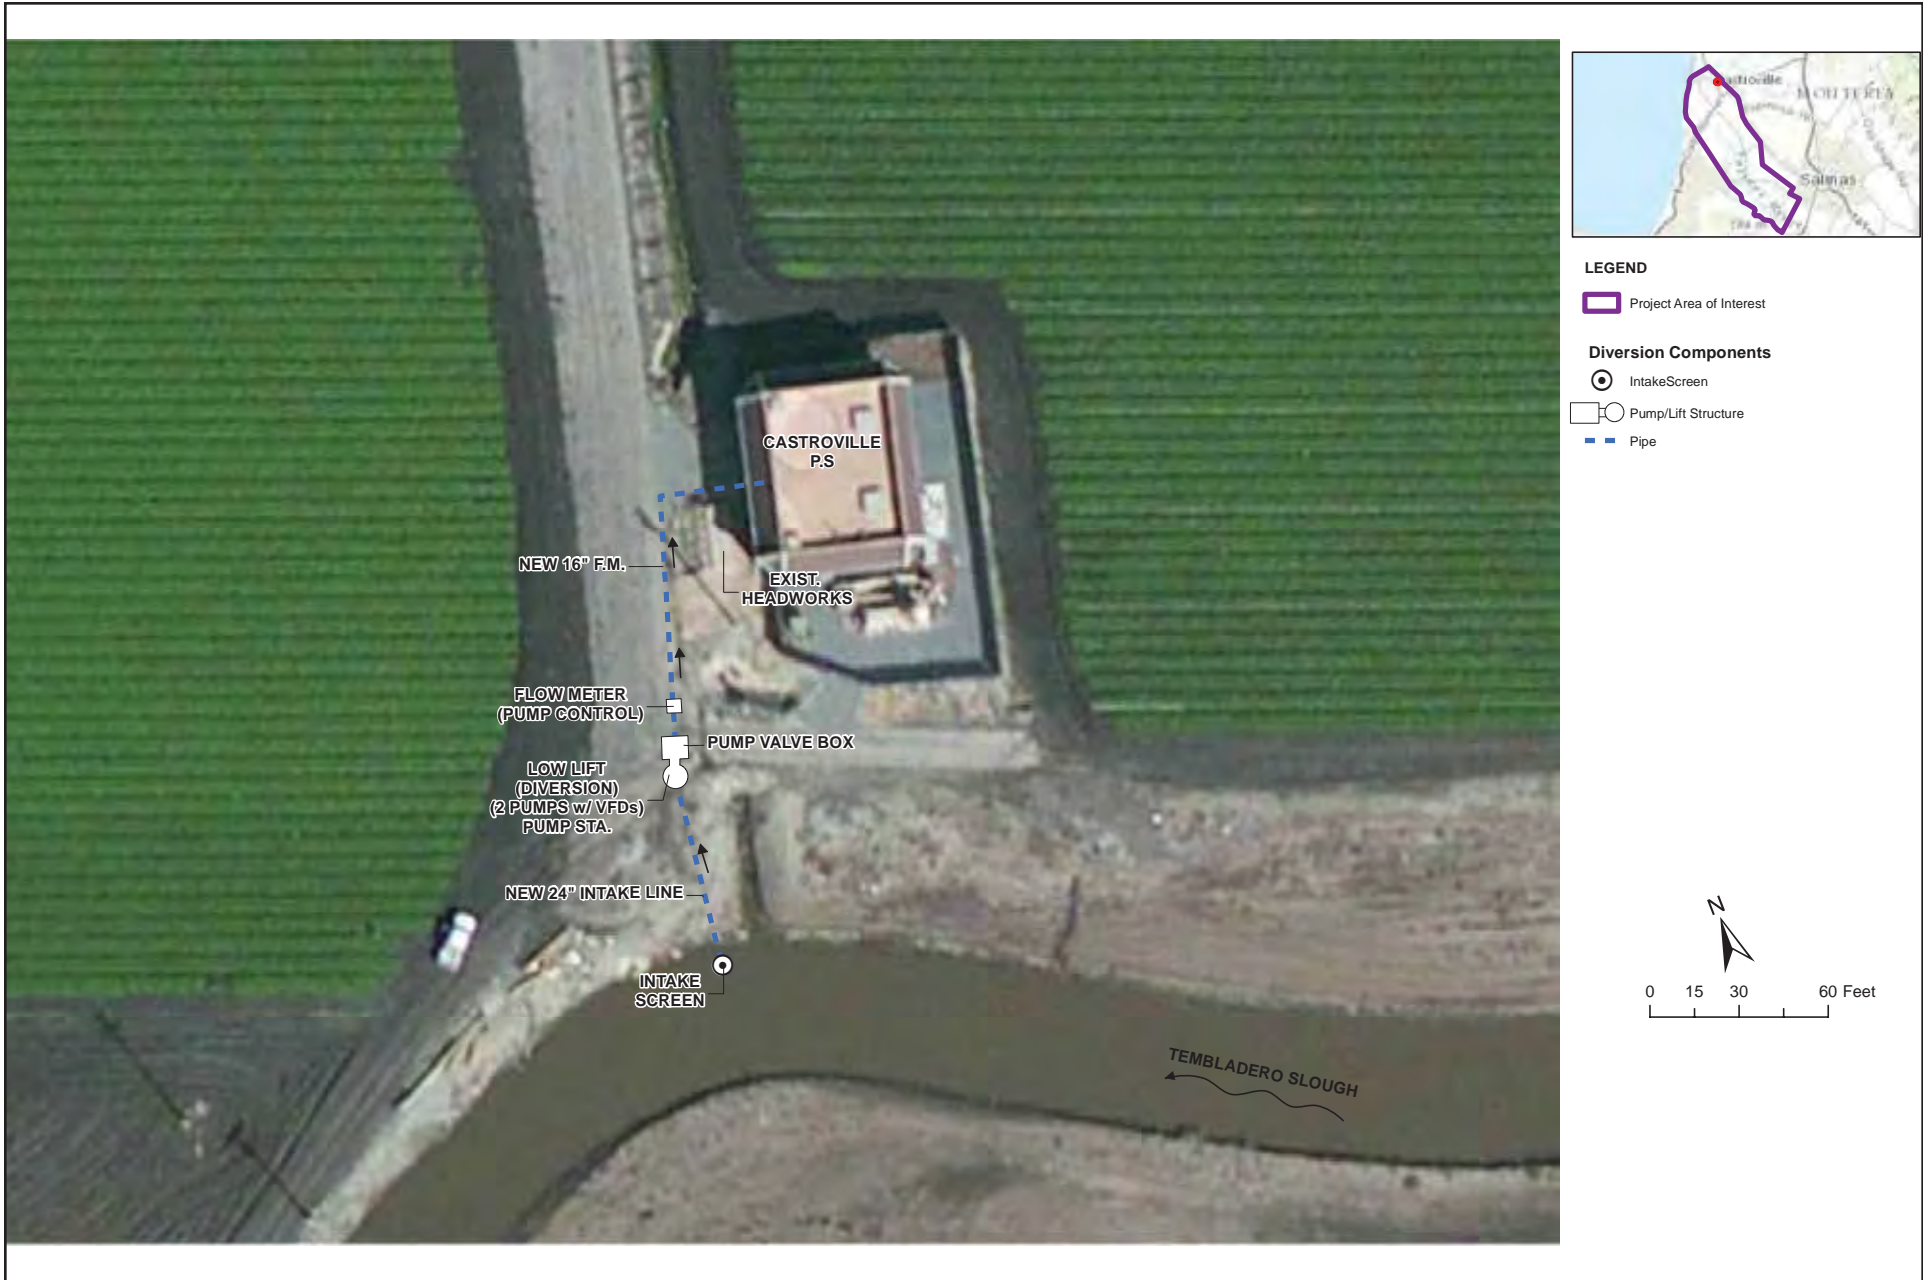 CASTROVILLE
P.S
NEW 16" F.M.
EXIST.
HEADWORKS
FLOW METER
(PUMP CONTROL)
PUMP VALVE BOX
LOW LIFT
(DIVERSION)
(2 PUMPS w/ VFDs)
PUMP STA.
NEW 24" INTAKE LINE
INTAKE
SCREEN
TEMBLADERO SLOUGH
Salinas
LEGEND
Project Area of Interest
Diversion Components
IntakeScreen
Pump/Lift Structure
Pipe
N
0 15 30 60 Feet